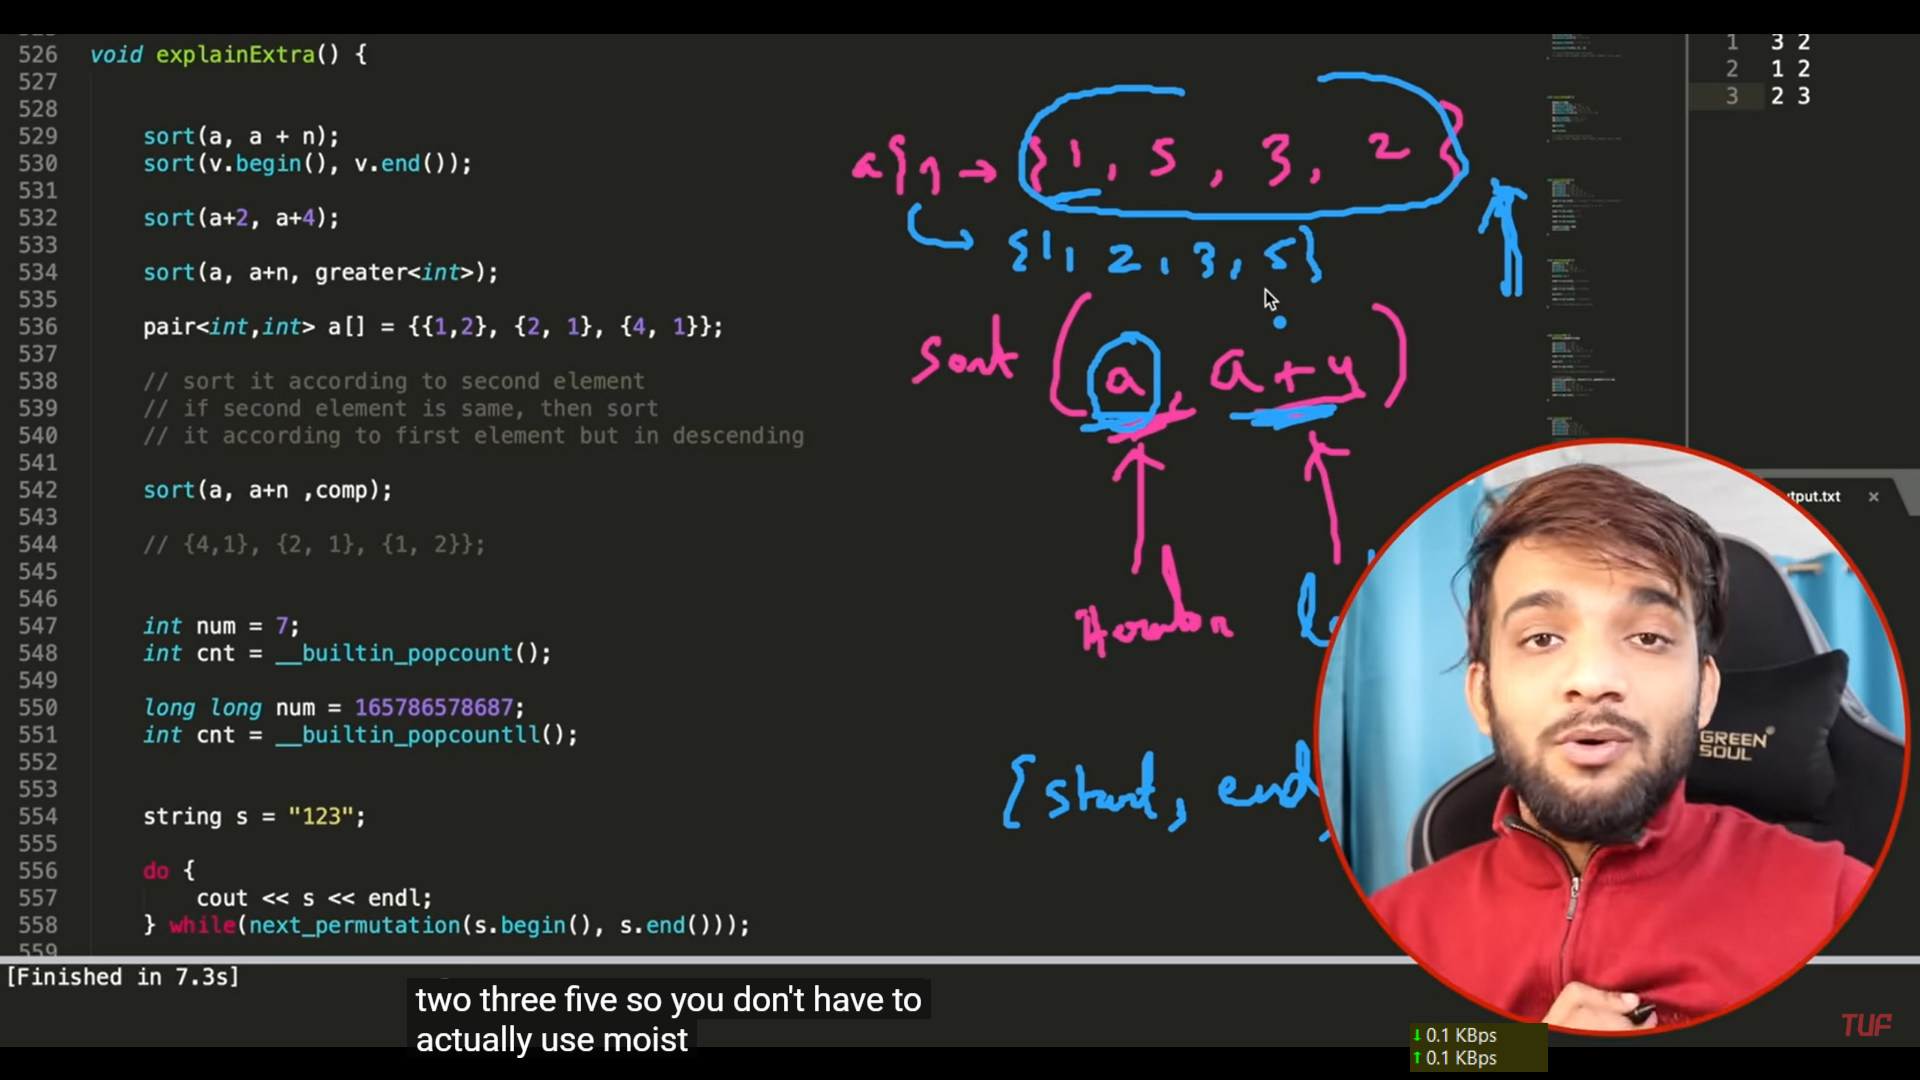 526 void explainExtra() {
527
528
529 sort(a, a + n);
530 sort(v.begin(), v.end());
531
532 sort(a+2, a+4);
533
534 sort(a, a+n, greater<int>);
535
536 pair<int,int> a[] = {{1,2}, {2, 1}, {4, 1}};
537
538 // sort it according to second element
539 // if second element is same, then sort
540 // it according to first element but in descending
541
542 sort(a, a+n ,comp);
543
544 // {4,1}, {2, 1}, {1, 2}};
545
546
547 int num = 7;
548 int cnt = __builtin_popcount();
549
550 long long num = 165786578687;
551 int cnt = __builtin_popcountll();
552
553
554 string s = "123";
555
556 do {
557 cout << s << endl;
558 } while(next_permutation(s.begin(), s.end()));
559
[Finished in 7.3s]
two three five so you don't have to
actually use moist
{1, 5, 3, 2}
{1, 2, 3, 5}
sort (a, a+4)
Iterator
[start, end
1 3 2
2 1 2
3 2 3
tput.txt ×
GREEN
SOUL
TUF
↓ 0.1 KBps
↑ 0.1 KBps